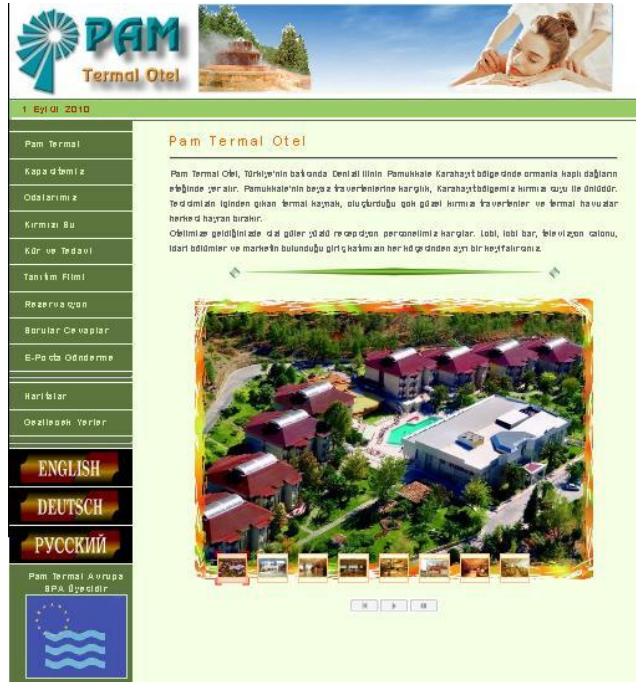 PAM
Termal Otel
1 Eylül 2010
Pam Termal
Kapasitemiz
Odalarımız
Kırmızı Su
Kür ve Tedavi
Tanıtım Filmi
Rezervasyon
Sorular Cevaplar
E-Posta Gönderme
Haritalar
Gezilecek Yerler
ENGLISH
DEUTSCH
РУССКИЙ
Pam Termal Avrupa
SPA Üyesidir
Pam Termal Otel
Pam Termal Otel, Türkiye'nin batısında Denizli ilinin Pamukkale Karahayıt bölgesinde ormanla kaplı dağların
eteğinde yer alır. Pamukkale'nin beyaz travertenlerine karşılık, Karahayıt bölgemiz kırmızı suyu ile ünlüdür.
Tesisimizin içinden çıkan termal kaynak, oluşturduğu çok güzel kırmızı travertenler ve termal havuzlar
herkesi hayran bırakır.
Otelimize geldiğinizde sizi güler yüzlü resepsiyon personelimiz karşılar. Lobi, lobi bar, televizyon salonu,
idari bölümler ve marketin bulunduğu giriş katımızın her köşesinden ayrı bir keyif alırsınız.